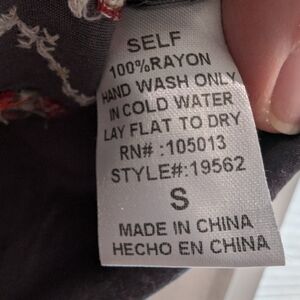 SELF
100%RAYON
HAND WASH ONLY
IN COLD WATER
LAY FLAT TO DRY
RN# :105013
STYLE#:19562
S
MADE IN CHINA
HECHO EN CHINA